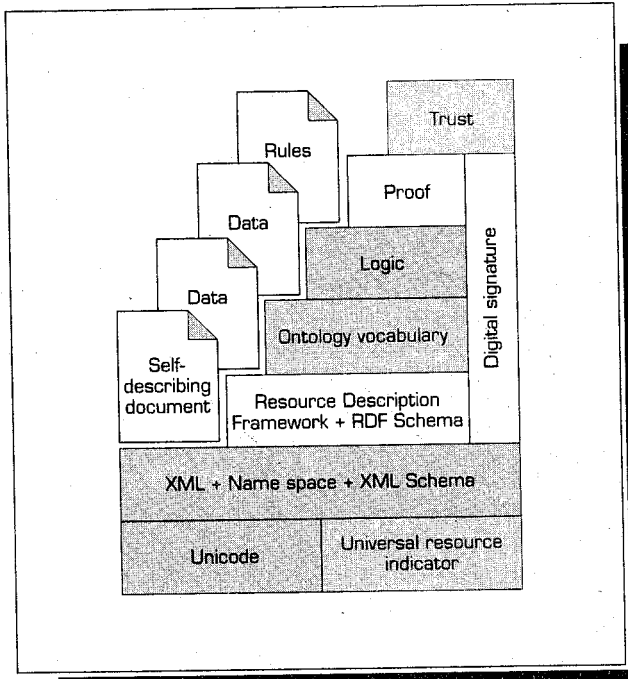 Trust
Rules
Proof
Data
Logic
Digital signature
Data
Ontology vocabulary
Self-
describing
document
Resource Description
Framework + RDF Schema
XML + Name space + XML Schema
Unicode
Universal resource
indicator